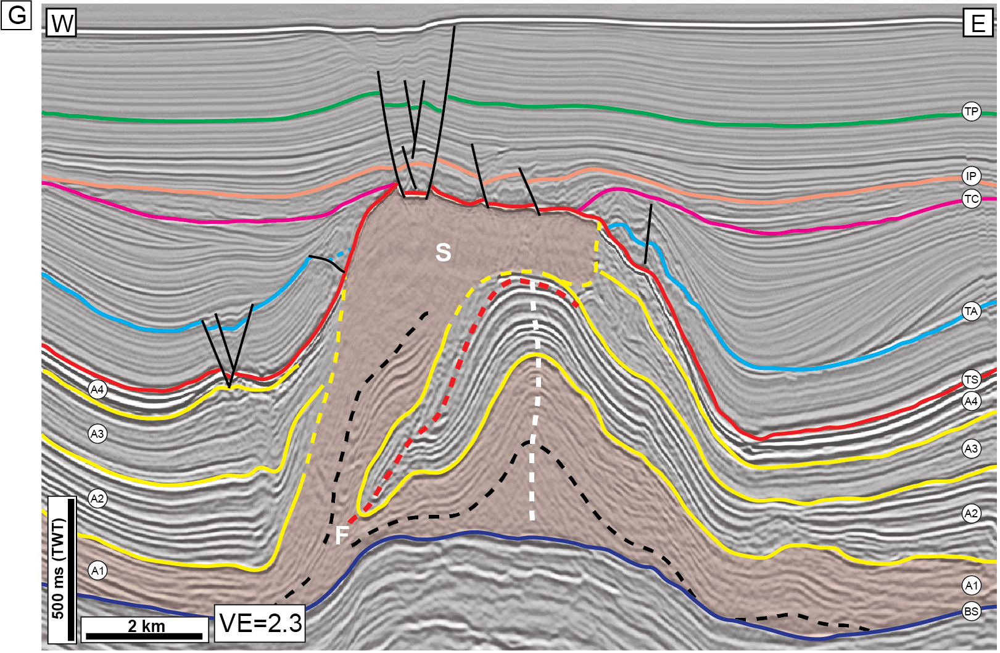 G
W
E
TP
IP
TC
S
TA
TS
A4
A4
A3
A3
A2
A2
F
A1
A1
BS
500 ms (TWT)
2 km
VE=2.3